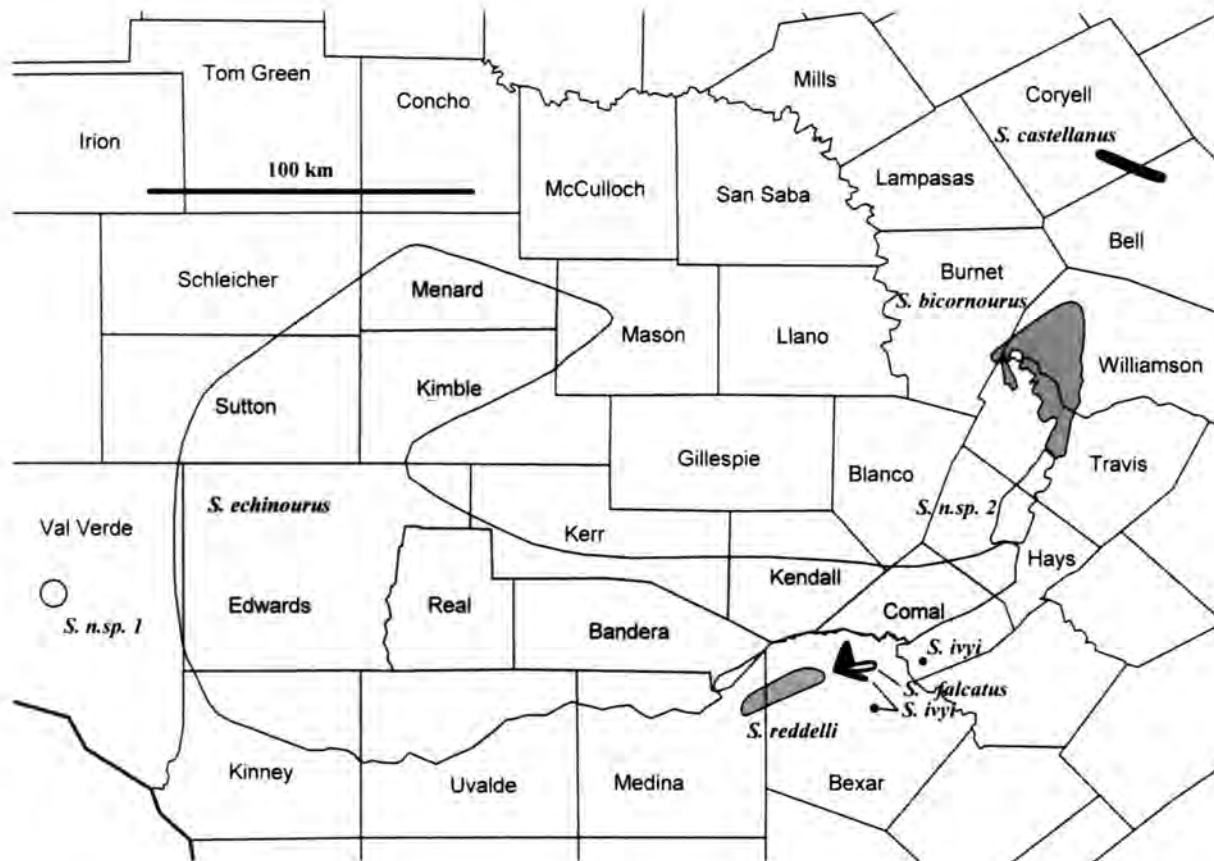 Tom Green
Concho
Mills
Coryell
S. castellanus
Irion
100 km
McCulloch
San Saba
Lampasas
Bell
Schleicher
Menard
Burnet
S. bicornourus
Mason
Llano
Williamson
Sutton
Kimble
Gillespie
Blanco
Travis
S. echinourus
S. n.sp. 2
Val Verde
Kerr
Hays
Kendall
Edwards
Real
Comal
S. n.sp. 1
Bandera
S. ivyi
S. falcatus
S. ivyi
S. reddelli
Kinney
Uvalde
Medina
Bexar